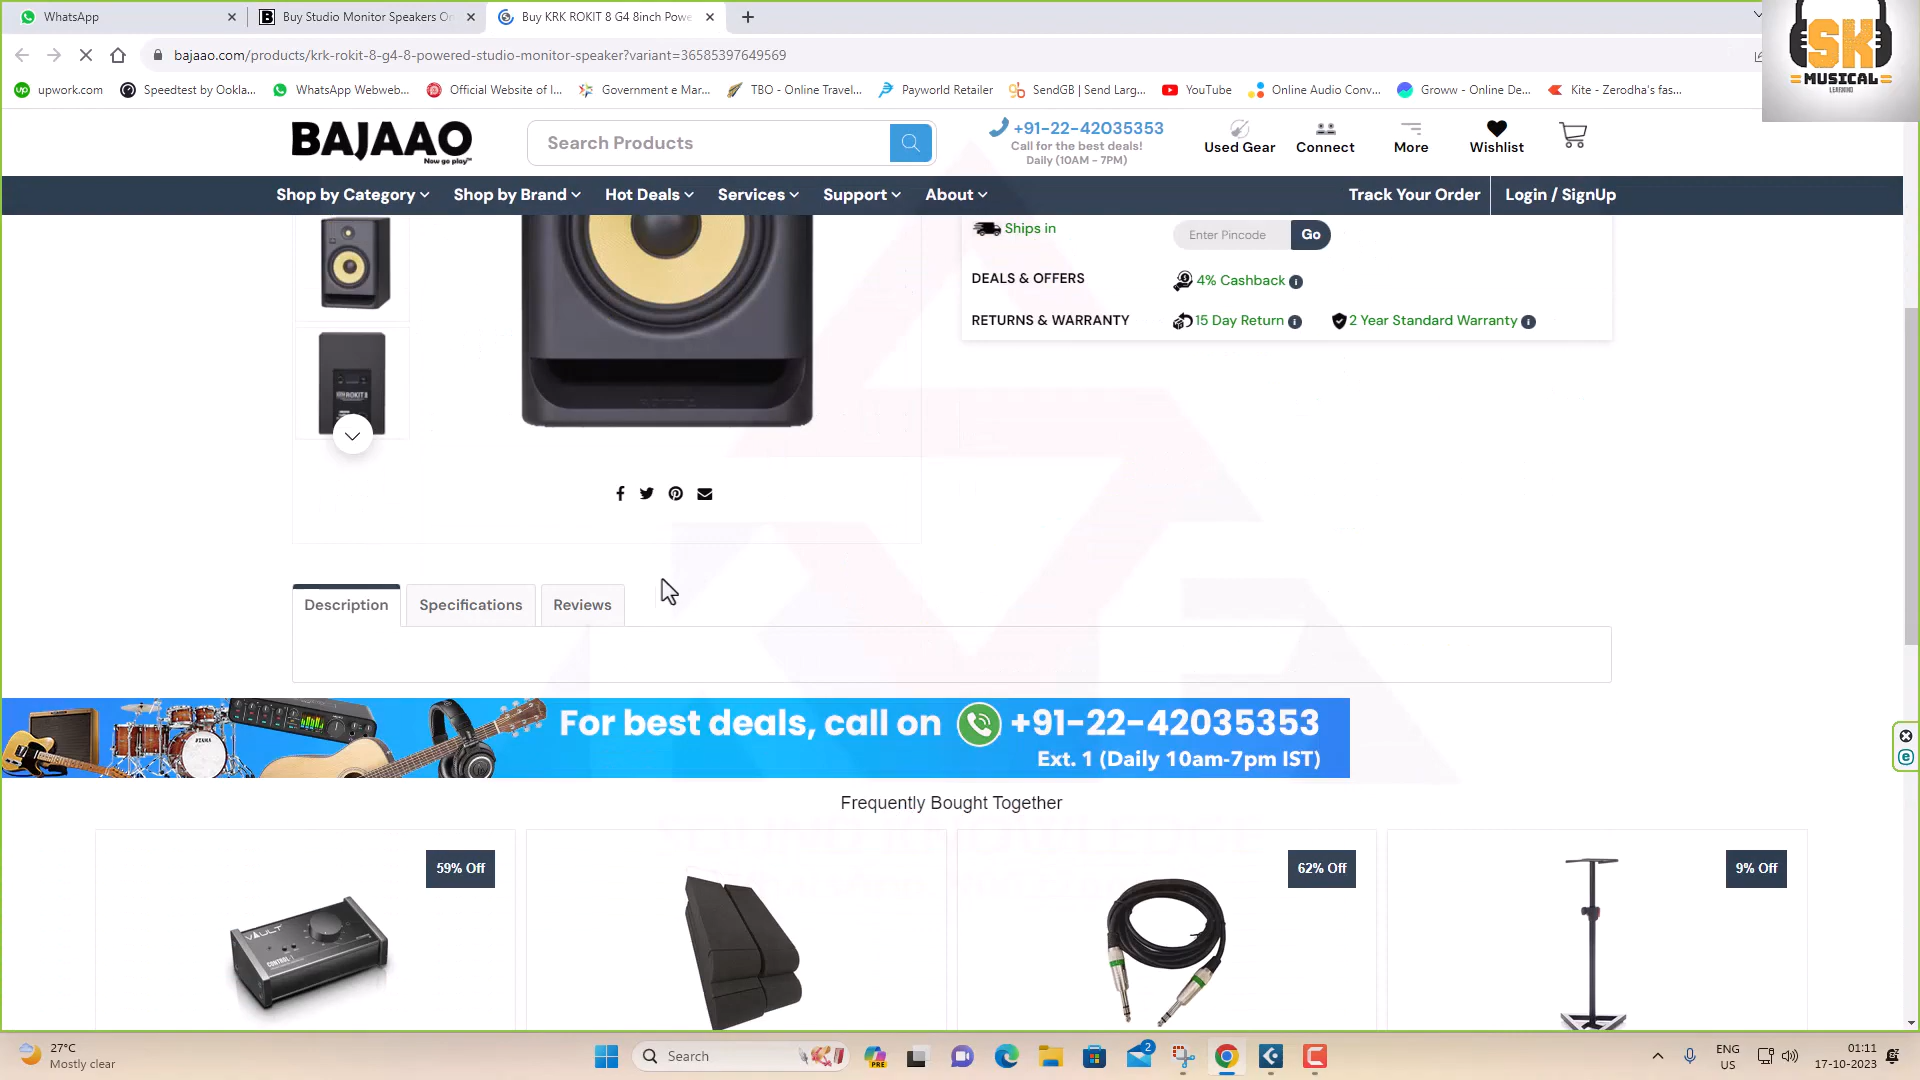 WhatsApp
Buy Studio Monitor Speakers On
Buy KRK ROKIT 8 G4 8inch Powe
bajaao.com/products/krk-rokit-8-g4-8-powered-studio-monitor-speaker?variant=36585397649569
upwork.com
Speedtest by Ookla...
WhatsApp Webweb...
Official Website of I...
Government e Mar...
TBO - Online Travel...
Payworld Retailer
SendGB | Send Larg...
YouTube
Online Audio Conv...
Groww - Online De...
Kite - Zerodha's fas...
SK
MUSICAL
LEARNING
BAJAAO
Now go play™
Search Products
+91-22-42035353
Call for the best deals!
Daily (10AM - 7PM)
Used Gear
Connect
More
Wishlist
Shop by Category
Shop by Brand
Hot Deals
Services
Support
About
Track Your Order
Login / SignUp
Ships in
Enter Pincode
Go
DEALS & OFFERS
4% Cashback
RETURNS & WARRANTY
15 Day Return
2 Year Standard Warranty
Description
Specifications
Reviews
For best deals, call on +91-22-42035353
Ext. 1 (Daily 10am-7pm IST)
Frequently Bought Together
59% Off
62% Off
9% Off
VAULT
CONTROL-1
27°C
Mostly clear
Search
PRE
2
ENG
US
01:11
17-10-2023